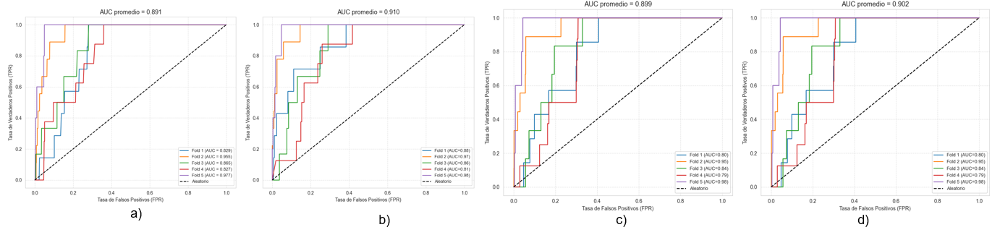 AUC promedio = 0.891
Tasa de Verdaderos Positivos (TPR)
1.0
0.8
0.6
0.4
0.2
0.0
0.0 0.2 0.4 0.6 0.8 1.0
Tasa de Falsos Positivos (FPR)
Fold 1 (AUC = 0.829)
Fold 2 (AUC = 0.955)
Fold 3 (AUC = 0.865)
Fold 4 (AUC = 0.827)
Fold 5 (AUC = 0.977)
Aleatorio
a)
AUC promedio = 0.910
Tasa de Verdaderos Positivos (TPR)
1.0
0.8
0.6
0.4
0.2
0.0
0.0 0.2 0.4 0.6 0.8 1.0
Tasa de Falsos Positivos (FPR)
Fold 1 (AUC=0.88)
Fold 2 (AUC=0.97)
Fold 3 (AUC=0.86)
Fold 4 (AUC=0.81)
Fold 5 (AUC=0.98)
Aleatorio
b)
AUC promedio = 0.899
Tasa de Verdaderos Positivos (TPR)
1.0
0.8
0.6
0.4
0.2
0.0
0.0 0.2 0.4 0.6 0.8 1.0
Tasa de Falsos Positivos (FPR)
Fold 1 (AUC=0.80)
Fold 2 (AUC=0.95)
Fold 3 (AUC=0.84)
Fold 4 (AUC=0.79)
Fold 5 (AUC=0.98)
Aleatorio
c)
AUC promedio = 0.902
Tasa de Verdaderos Positivos (TPR)
1.0
0.8
0.6
0.4
0.2
0.0
0.0 0.2 0.4 0.6 0.8 1.0
Tasa de Falsos Positivos (FPR)
Fold 1 (AUC=0.80)
Fold 2 (AUC=0.95)
Fold 3 (AUC=0.84)
Fold 4 (AUC=0.79)
Fold 5 (AUC=0.98)
Aleatorio
d)